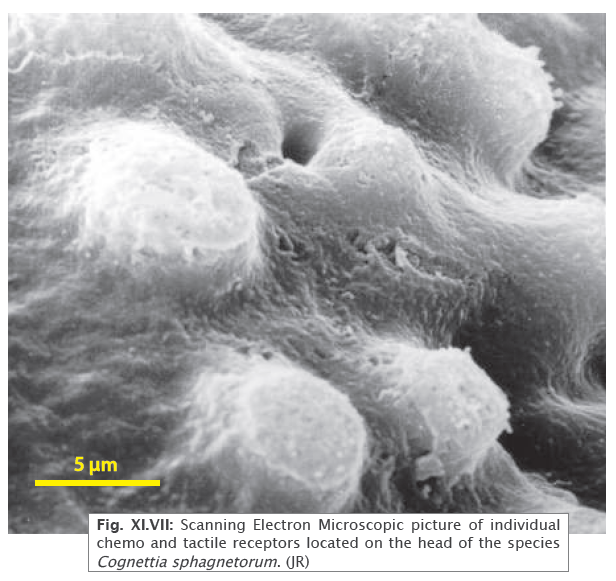 5 µm
Fig. XI.VII: Scanning Electron Microscopic picture of individual
chemo and tactile receptors located on the head of the species
Cognettia sphagnetorum. (JR)